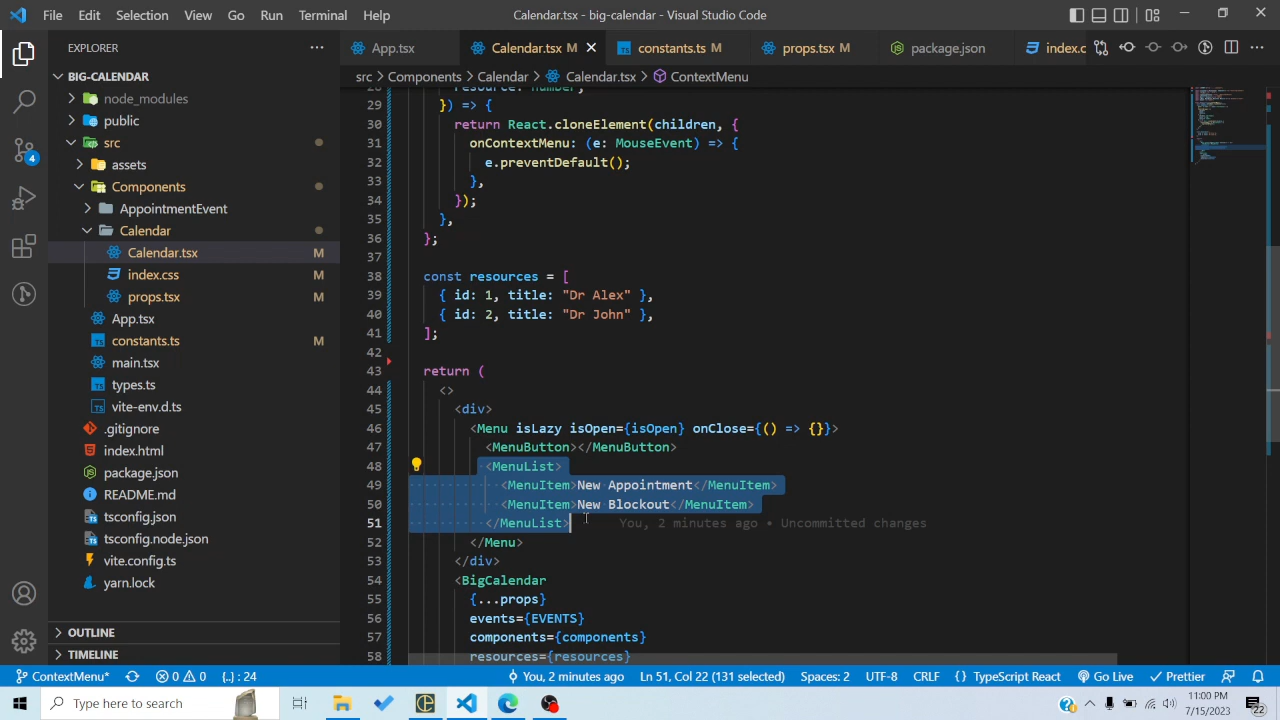 File Edit Selection View Go Run Terminal Help
Calendar.tsx - big-calendar - Visual Studio Code
EXPLORER
App.tsx
Calendar.tsx M
constants.ts M
props.tsx M
package.json
index.c
src > Components > Calendar > Calendar.tsx > ContextMenu
BIG-CALENDAR
node_modules
public
src
assets
Components
AppointmentEvent
Calendar
Calendar.tsx M
index.css M
props.tsx M
App.tsx
constants.ts M
main.tsx
types.ts
vite-env.d.ts
.gitignore
index.html
package.json
README.md
tsconfig.json
tsconfig.node.json
vite.config.ts
yarn.lock
OUTLINE
TIMELINE
4
28 resource: number;
29 }) => {
30 return React.cloneElement(children, {
31 onContextMenu: (e: MouseEvent) => {
32 e.preventDefault();
33 },
34 });
35 },
36 };
37
38 const resources = [
39 { id: 1, title: "Dr Alex" },
40 { id: 2, title: "Dr John" },
41 ];
42
43 return (
44 <>
45 <div>
46 <Menu isLazy isOpen={isOpen} onClose={() => {}}>
47 <MenuButton></MenuButton>
48 <MenuList>
49 <MenuItem>New Appointment</MenuItem>
50 <MenuItem>New Blockout</MenuItem>
51 </MenuList> You, 2 minutes ago • Uncommitted changes
52 </Menu>
53 </div>
54 <BigCalendar
55 {...props}
56 events={EVENTS}
57 components={components}
58 resources={resources}
ContextMenu* 0 0 {..} : 24
You, 2 minutes ago Ln 51, Col 22 (131 selected) Spaces: 2 UTF-8 CRLF {} TypeScript React Go Live Prettier
Type here to search
11:00 PM
7/15/2023
22